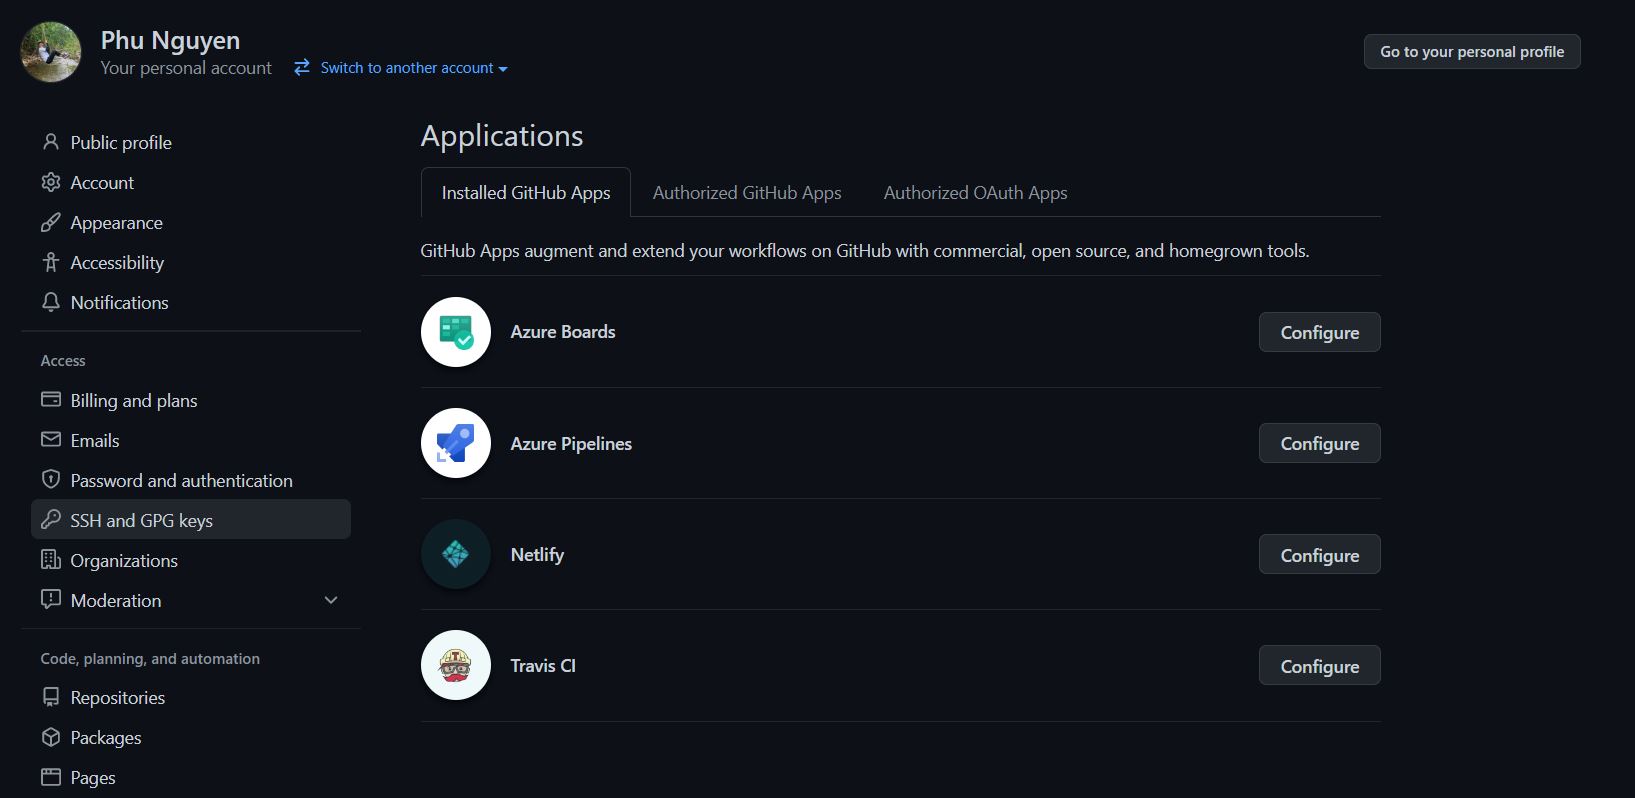 Phu Nguyen
Your personal account
Switch to another account
Go to your personal profile
Public profile
Account
Appearance
Accessibility
Notifications
Access
Billing and plans
Emails
Password and authentication
SSH and GPG keys
Organizations
Moderation
Code, planning, and automation
Repositories
Packages
Pages
Applications
Installed GitHub Apps
Authorized GitHub Apps
Authorized OAuth Apps
GitHub Apps augment and extend your workflows on GitHub with commercial, open source, and homegrown tools.
Azure Boards
Configure
Azure Pipelines
Configure
Netlify
Configure
Travis CI
Configure